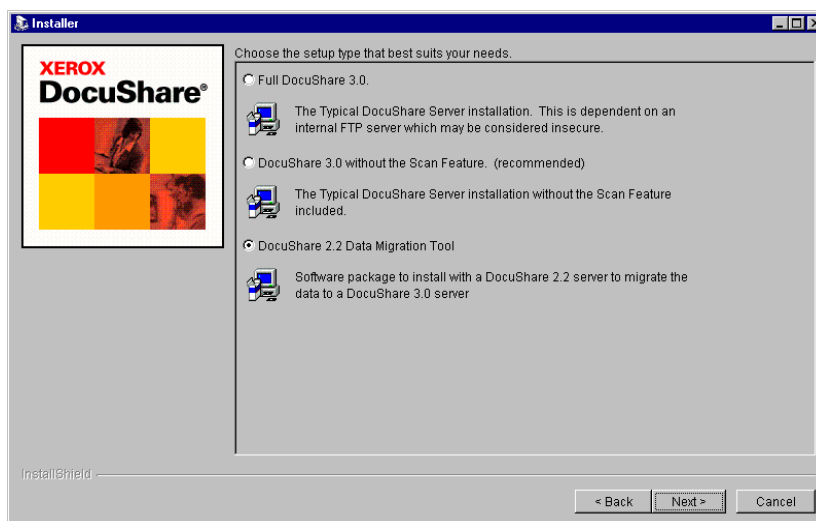 Installer
Choose the setup type that best suits your needs.
XEROX
DocuShare®
Full DocuShare 3.0.
The Typical DocuShare Server installation. This is dependent on an
internal FTP server which may be considered insecure.
DocuShare 3.0 without the Scan Feature. (recommended)
The Typical DocuShare Server installation without the Scan Feature
included.
DocuShare 2.2 Data Migration Tool
Software package to install with a DocuShare 2.2 server to migrate the
data to a DocuShare 3.0 server
InstallShield
< Back
Next >
Cancel